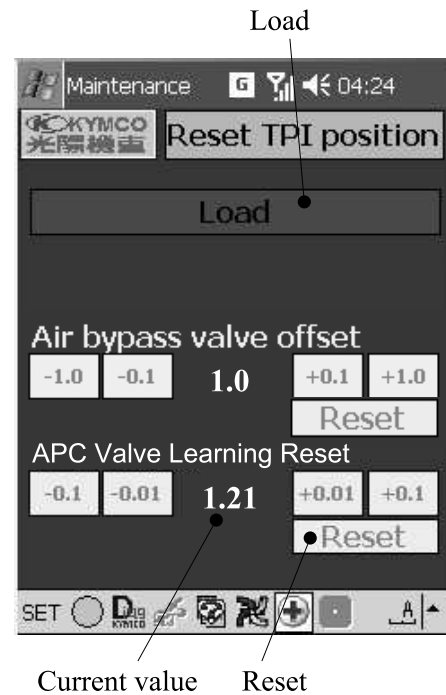 Load
Maintenance G 04:24
KYMCO Reset TPI position
光陽機車
Load
Air bypass valve offset
-1.0 -0.1 1.0 +0.1 +1.0
Reset
APC Valve Learning Reset
-0.1 -0.01 1.21 +0.01 +0.1
Reset
SET A
Current value Reset